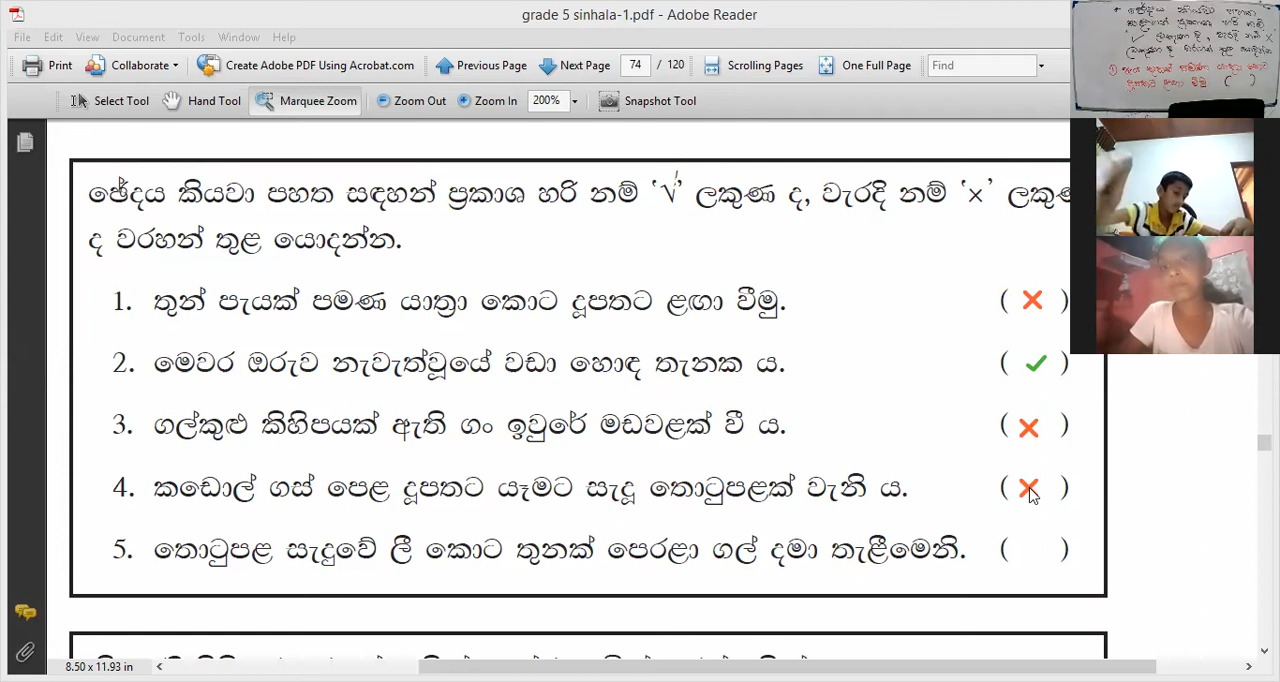 grade 5 sinhala-1.pdf - Adobe Reader
File Edit View Document Tools Window Help
Print Collaborate Create Adobe PDF Using Acrobat.com Previous Page Next Page 74 / 120 Scrolling Pages One Full Page Find
Select Tool Hand Tool Marquee Zoom Zoom Out Zoom In 200% Snapshot Tool
ඡේදය කියවා පහත සඳහන් ප්‍රකාශ හරි නම් ‘√’ ලකුණ ද, වැරදි නම් ‘×’ ලකුණ
ද වරහන් තුළ යොදන්න.
1. තුන් පැයක් පමණ යාත්‍රා කොට දූපතට ළඟා වීමු. ( ✗ )
2. මෙවර ඔරුව නැවැත්වූයේ වඩා හොඳ තැනක ය. ( ✓ )
3. ගල්කුළු කිහිපයක් ඇති ගං ඉවුරේ මඩවළක් වී ය. ( ✗ )
4. කඩොල් ගස් පෙළ දූපතට යෑමට සැදූ තොටුපළක් වැනි ය. ( ✗ )
5. තොටුපළ සැදුවේ ලී කොට තුනක් පෙරළා ගල් දමා තැළීමෙනි. ( )
8.50 x 11.93 in